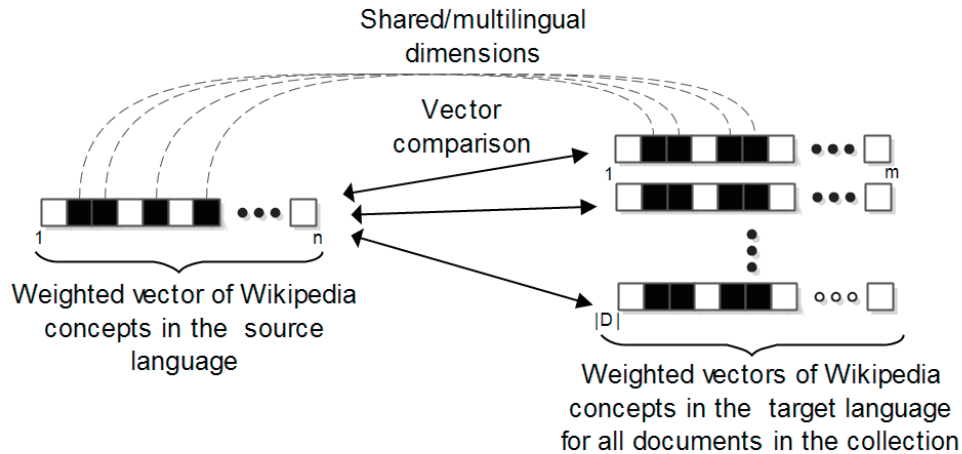 Shared/multilingual
dimensions
Vector
comparison
1
m
1
n
|D|
Weighted vector of Wikipedia
concepts in the source
language
Weighted vectors of Wikipedia
concepts in the target language
for all documents in the collection